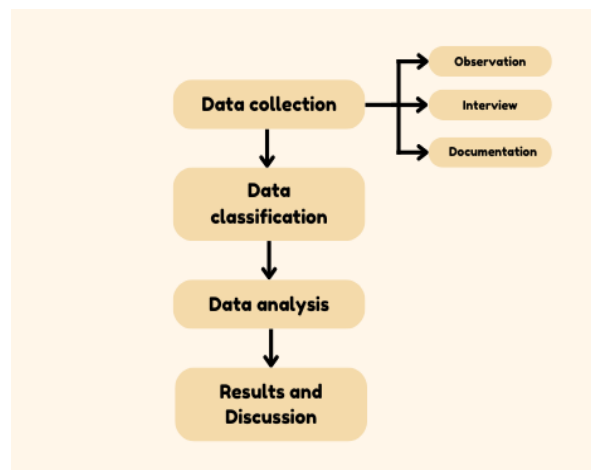 Data collection
Observation
Interview
Documentation
Data
classification
Data analysis
Results and
Discussion